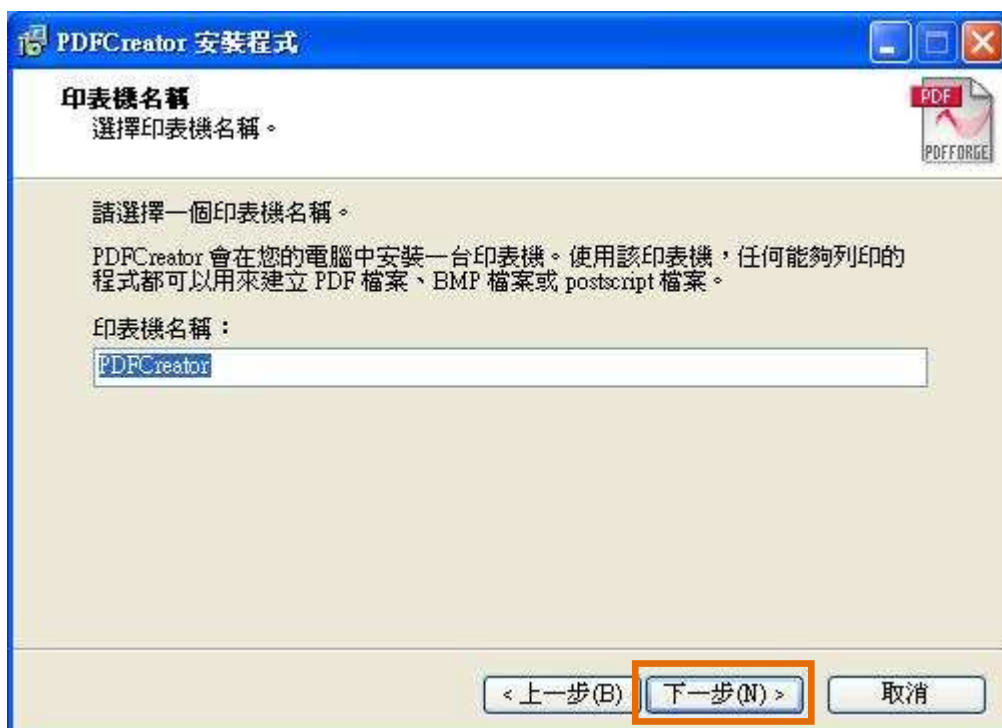 PDFCreator 安裝程式
印表機名稱
選擇印表機名稱。
PDF
PDFFORGE
請選擇一個印表機名稱。
PDFCreator 會在您的電腦中安裝一台印表機。使用該印表機，任何能夠列印的
程式都可以用來建立 PDF 檔案、BMP 檔案或 postscript 檔案。
印表機名稱：
PDFCreator
<上一步(B) 下一步(N)> 取消